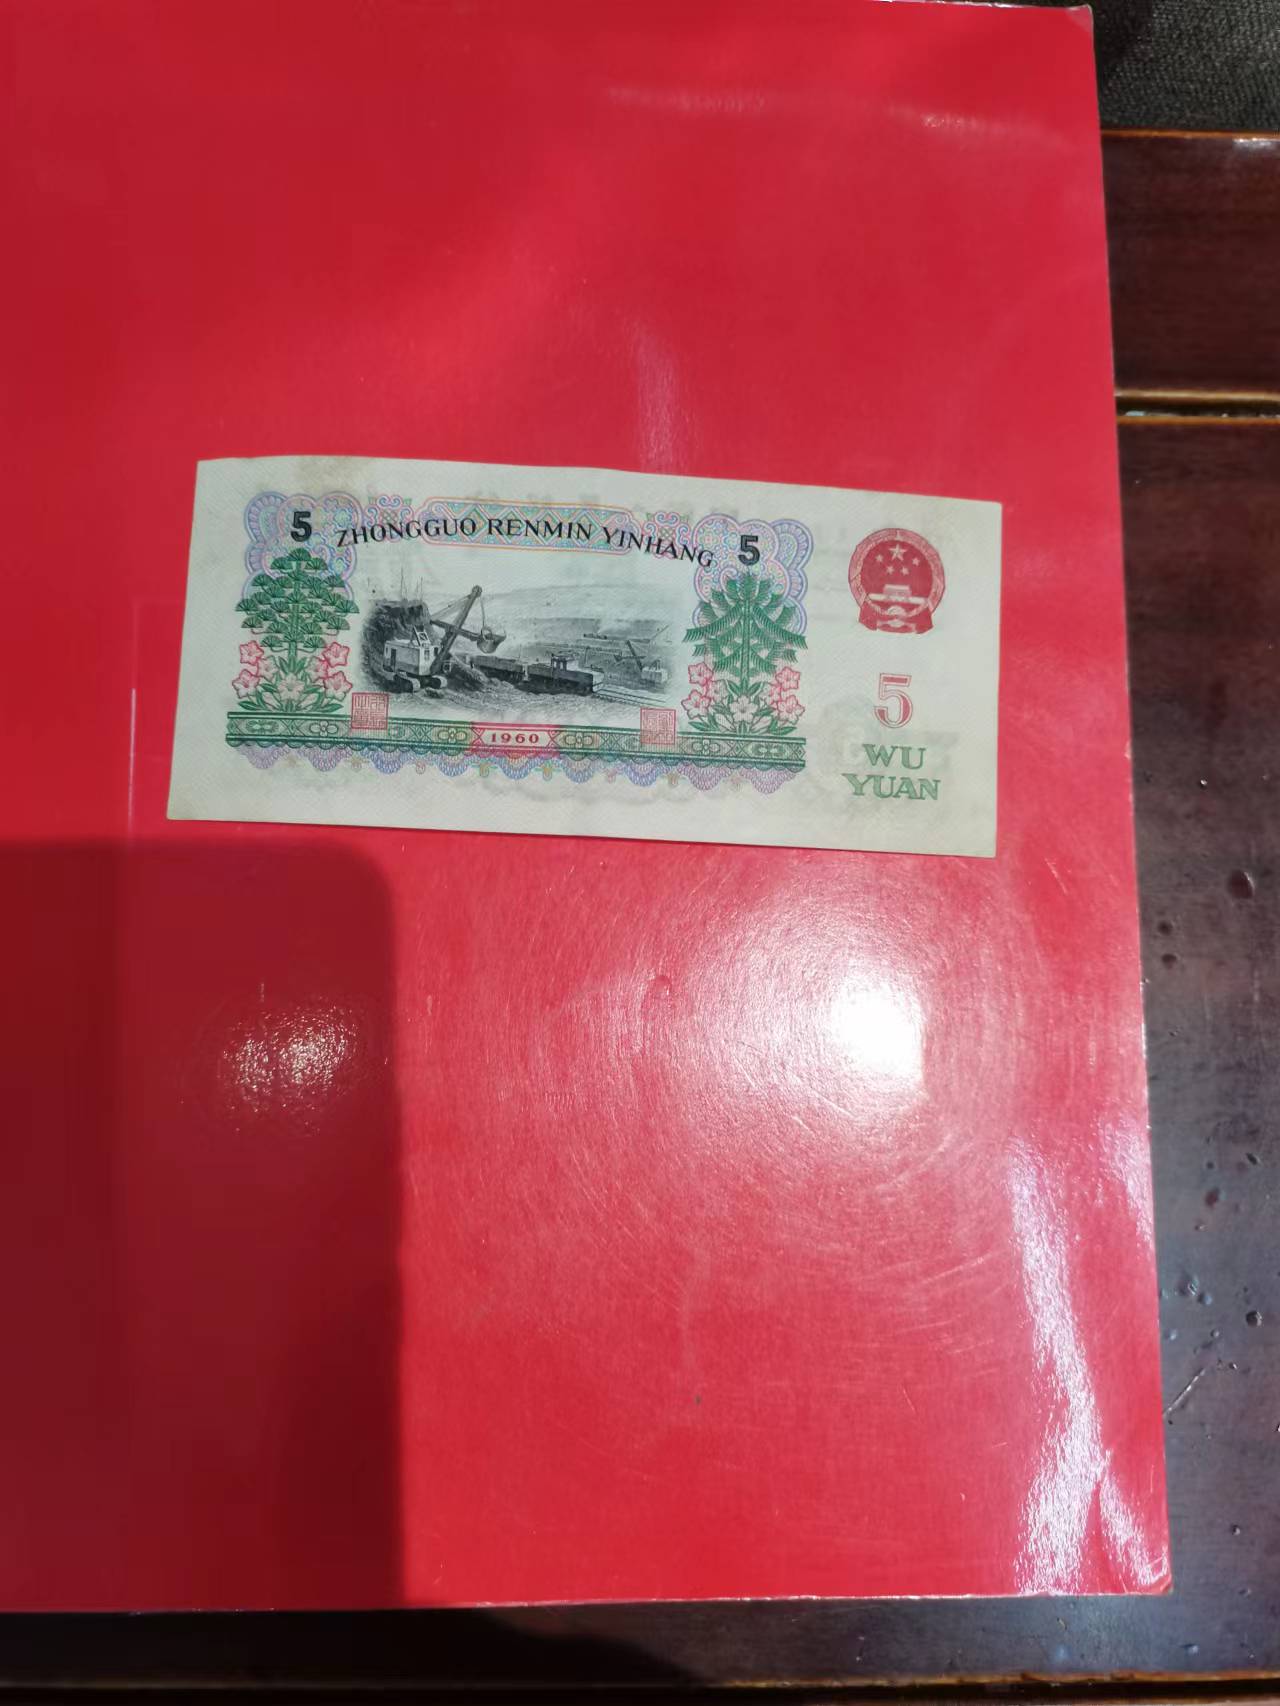 5 ZHONGGUO RENMIN YINHANG 5
1960
5
WU
YUAN